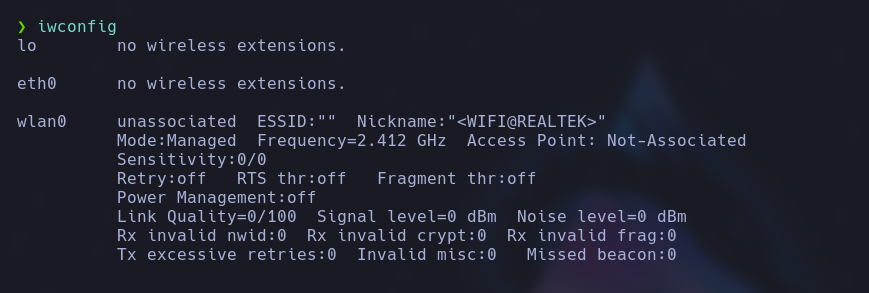 ❯ iwconfig
lo        no wireless extensions.

eth0      no wireless extensions.

wlan0     unassociated  ESSID:""  Nickname:"<WIFI@REALTEK>"
          Mode:Managed  Frequency=2.412 GHz  Access Point: Not-Associated
          Sensitivity:0/0
          Retry:off   RTS thr:off   Fragment thr:off
          Power Management:off
          Link Quality=0/100  Signal level=0 dBm  Noise level=0 dBm
          Rx invalid nwid:0  Rx invalid crypt:0  Rx invalid frag:0
          Tx excessive retries:0  Invalid misc:0   Missed beacon:0